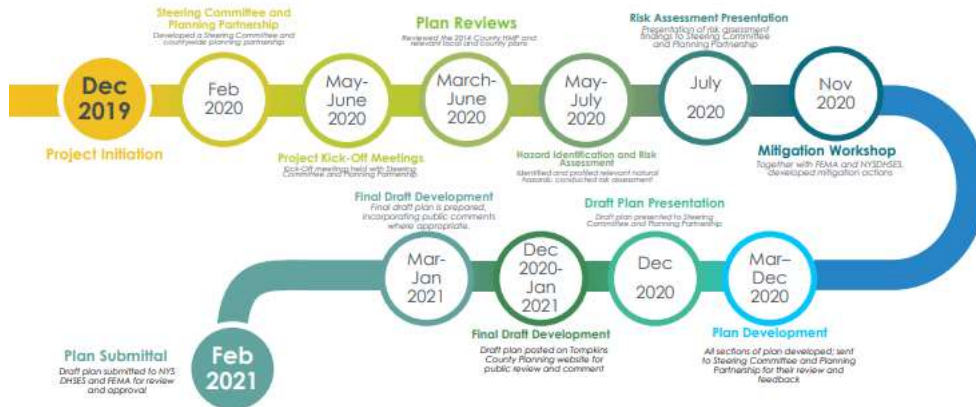 Steering Committee and
Planning Partnership
Developed a Steering Committee and
countywide planning partnership
Plan Reviews
Reviewed the 2014 County HMP and
relevant local and county plans
Risk Assessment Presentation
Presentation of risk assessment
findings to Steering Committee
and Planning Partnership
Dec
2019
Feb
2020
May-
June
2020
March-
June
2020
May-
July
2020
July
2020
Nov
2020
Project Initiation
Project Kick-Off Meetings
Kick-Off meetings held with Steering
Committee and Planning Partnership
Hazard Identification and Risk
Assessment
Identified and profiled relevant natural
hazards; conducted risk assessment
Mitigation Workshop
Together with FEMA and NYSDHSES,
developed mitigation actions
Final Draft Development
Final draft plan is prepared,
incorporating public comments
where appropriate.
Draft Plan Presentation
Draft plan presented to Steering
Committee and Planning Partnership
Mar-
Jan
2021
Dec
2020-
Jan
2021
Dec
2020
Mar–
Dec
2020
Final Draft Development
Draft plan posted on Tompkins
County Planning website for
public review and comment
Plan Development
All sections of plan developed; sent
to Steering Committee and Planning
Partnership for their review and
feedback
Plan Submittal
Draft plan submitted to NYS
DHSES and FEMA for review
and approval
Feb
2021